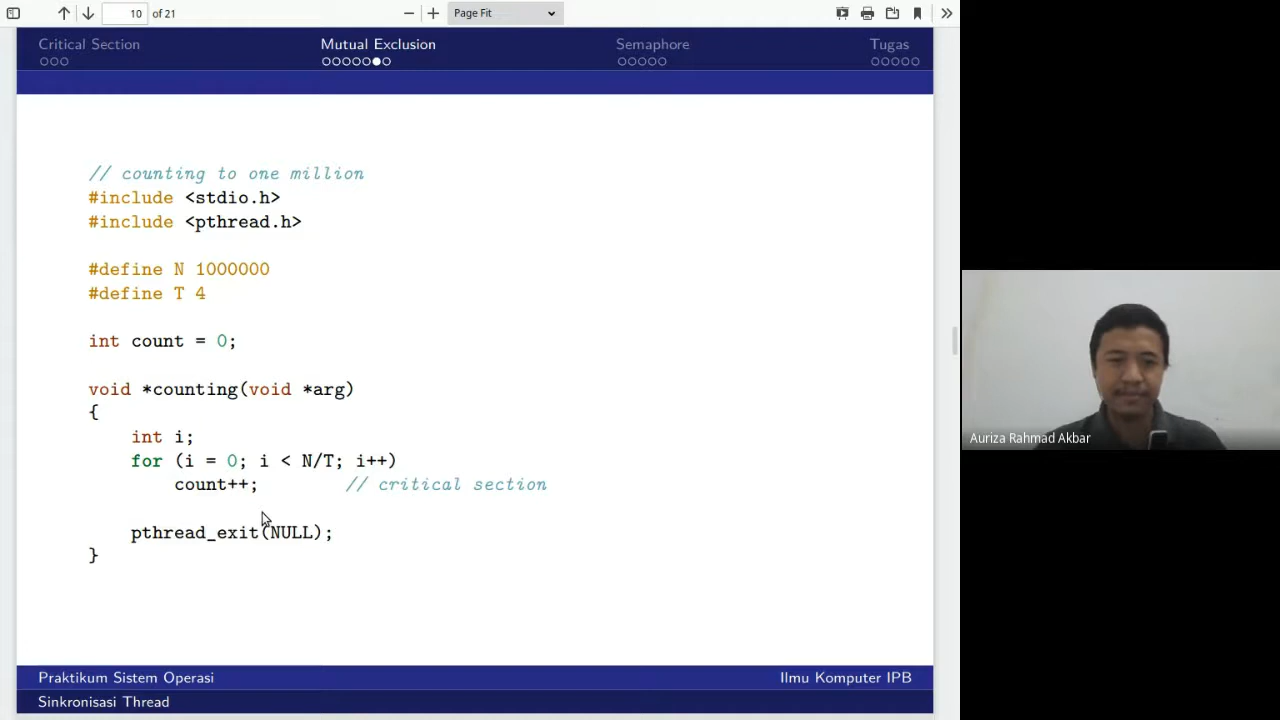 10 of 21
Page Fit
Critical Section Mutual Exclusion Semaphore Tugas
// counting to one million
#include <stdio.h>
#include <pthread.h>
#define N 1000000
#define T 4
int count = 0;
void *counting(void *arg)
{
int i;
for (i = 0; i < N/T; i++)
count++; // critical section
pthread_exit(NULL);
}
Auriza Rahmad Akbar
Praktikum Sistem Operasi Ilmu Komputer IPB
Sinkronisasi Thread